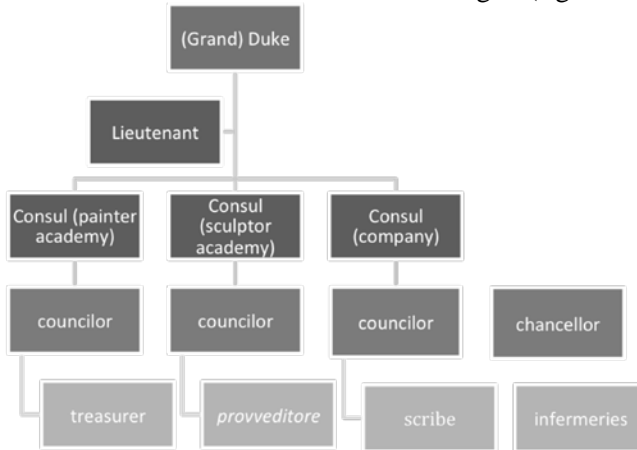 (Grand) Duke
Lieutenant
Consul (painter
academy)
Consul
(sculptor
academy)
Consul
(company)
councilor
councilor
councilor
chancellor
treasurer
provveditore
scribe
infermeries